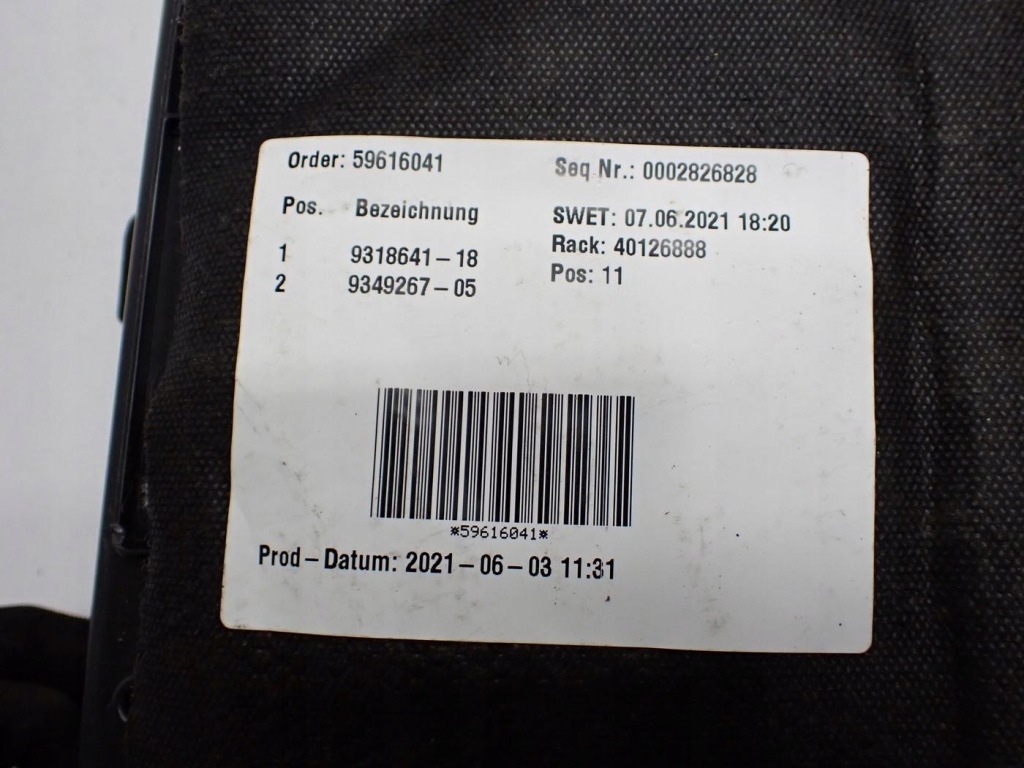 Order: 59616041
Seq Nr.: 0002826828
Pos. Bezeichnung
SWET: 07.06.2021 18:20
1 9318641-18
Rack: 40126888
2 9349267-05
Pos: 11
*59616041*
Prod-Datum: 2021-06-03 11:31